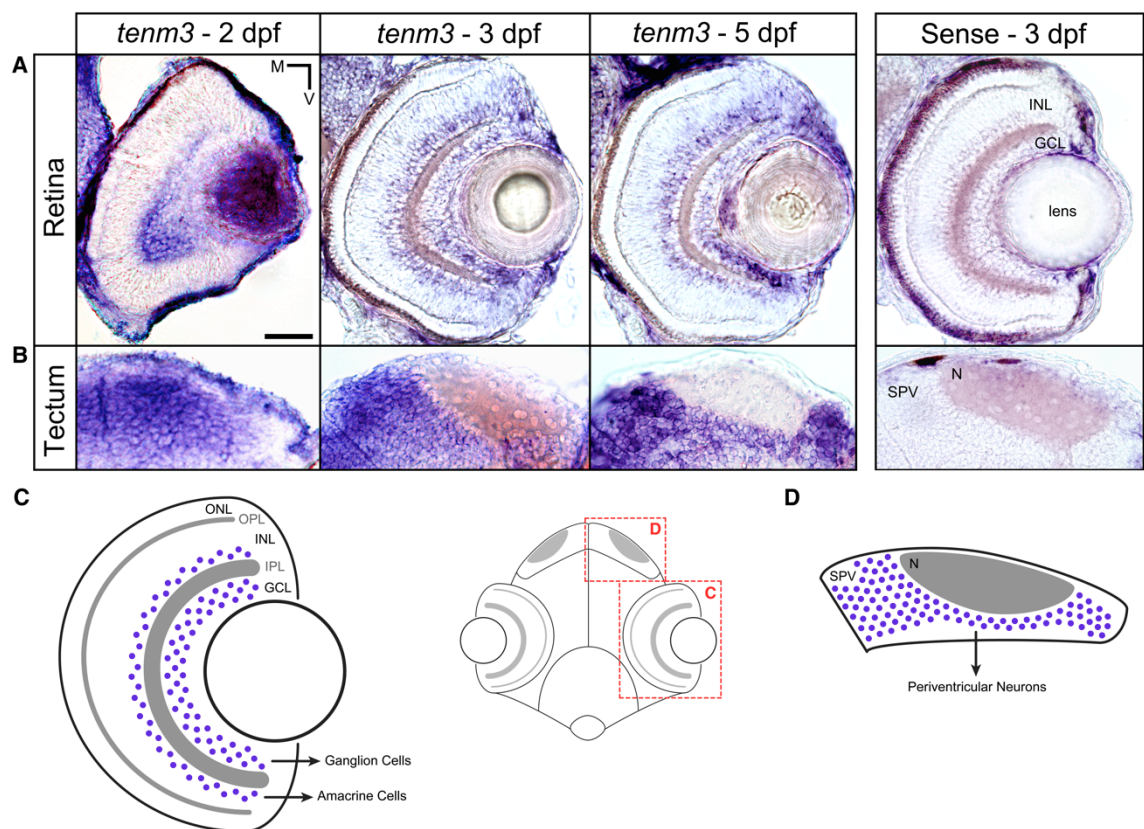 tenm3 - 2 dpf
tenm3 - 3 dpf
tenm3 - 5 dpf
Sense - 3 dpf
A
Retina
M
V
INL
GCL
lens
B
Tectum
SPV
N
C
ONL
OPL
INL
IPL
GCL
Ganglion Cells
Amacrine Cells
D
C
D
SPV
N
Periventricular Neurons